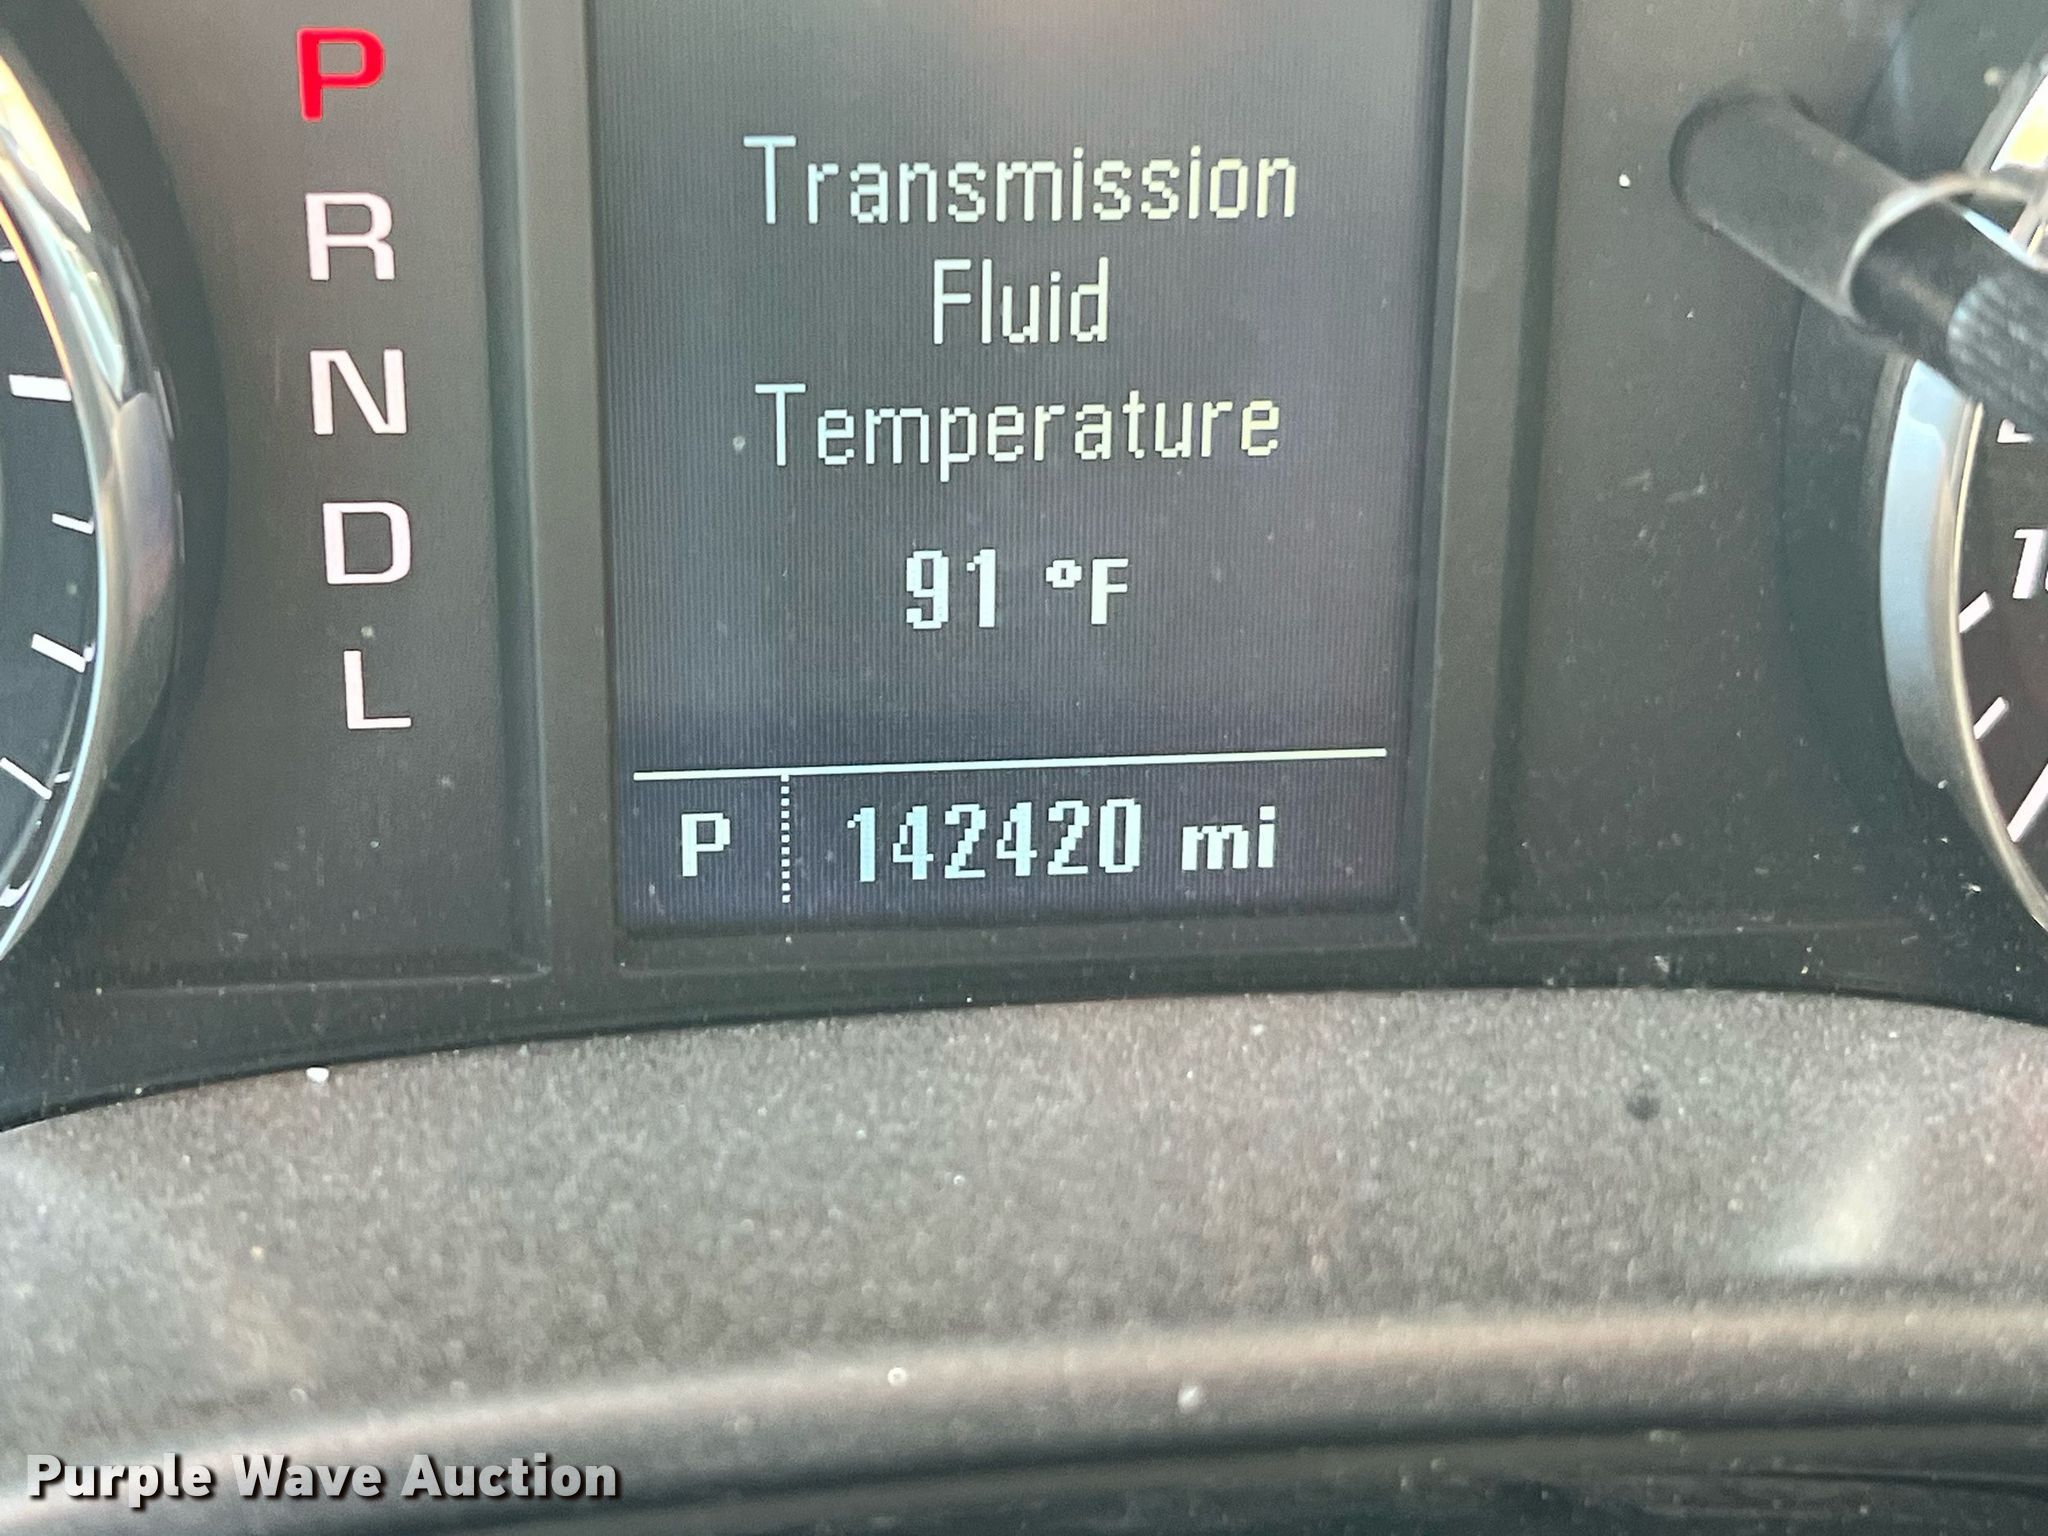 P
R
N
D
L
Transmission
Fluid
Temperature
91 °F
P 142420 mi
Purple Wave Auction